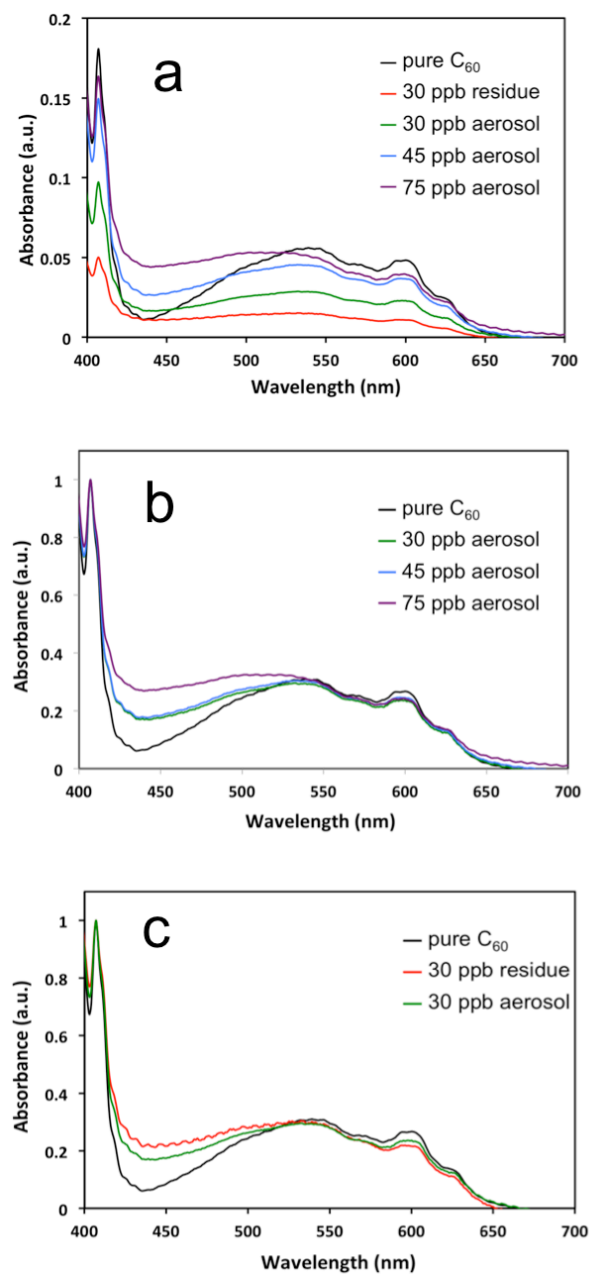 a
pure C₆₀
30 ppb residue
30 ppb aerosol
45 ppb aerosol
75 ppb aerosol
0.2
0.15
0.1
0.05
0
Absorbance (a.u.)
400 450 500 550 600 650 700
Wavelength (nm)
b
pure C₆₀
30 ppb aerosol
45 ppb aerosol
75 ppb aerosol
1
0.8
0.6
0.4
0.2
0
Absorbance (a.u.)
400 450 500 550 600 650 700
Wavelength (nm)
c
pure C₆₀
30 ppb residue
30 ppb aerosol
1
0.8
0.6
0.4
0.2
0
Absorbance (a.u.)
400 450 500 550 600 650 700
Wavelength (nm)